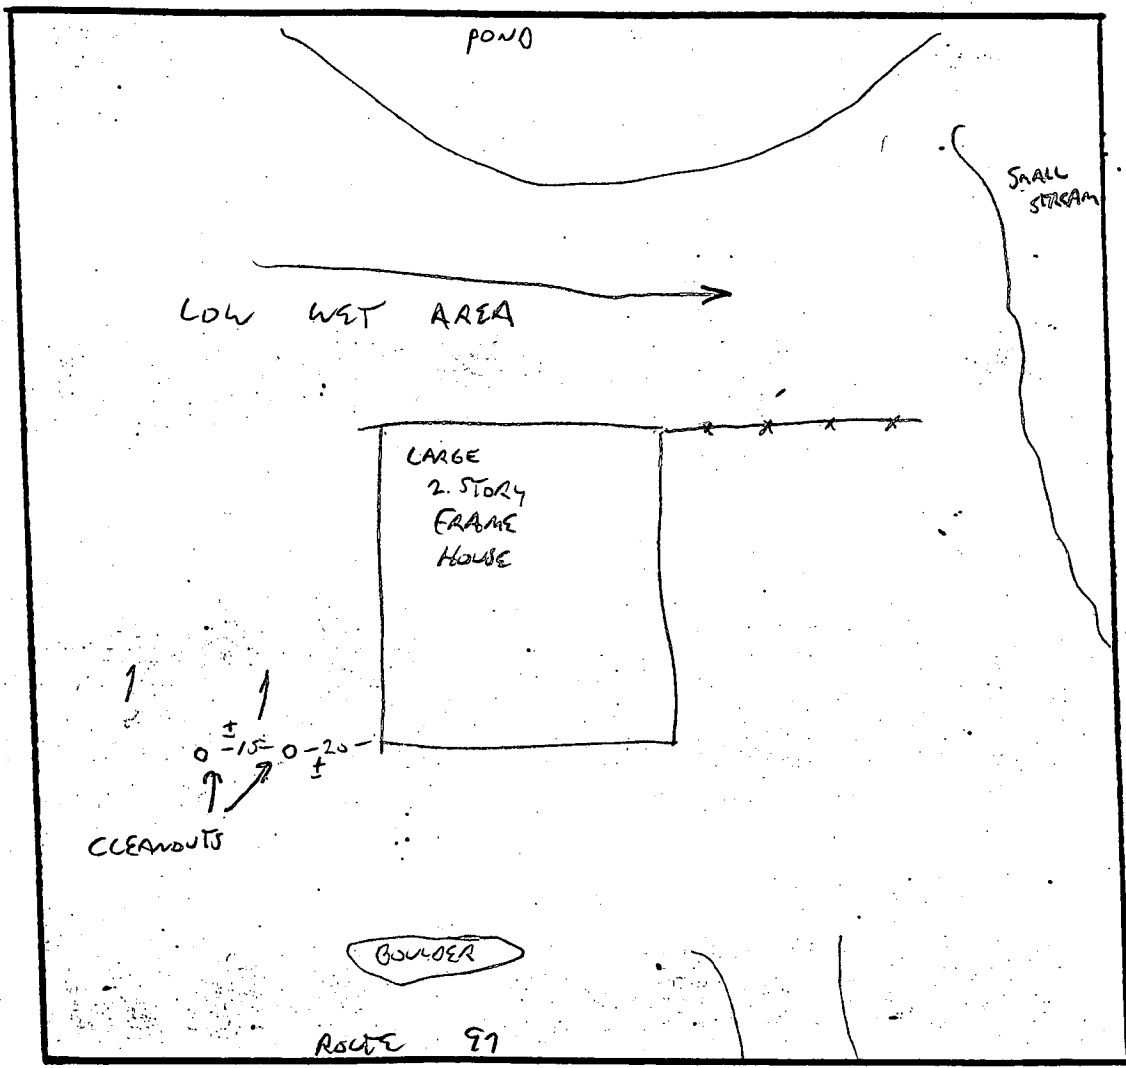 POND
SMALL
STREAM
LOW WET AREA
LARGE
2. STORY
FRAME
HOUSE
± ±
-15- -20-
CLEANOUTS
BOULDER
ROUTE 97